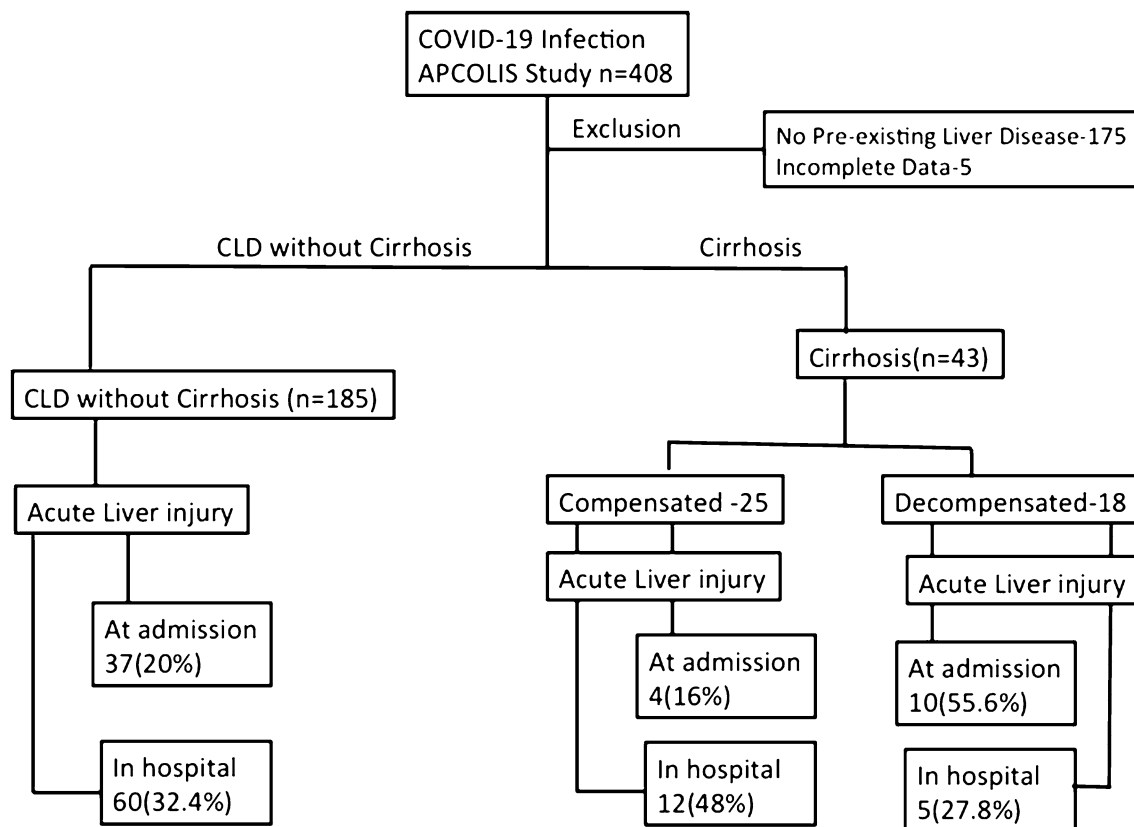 COVID-19 Infection
APCOLIS Study n=408
Exclusion
No Pre-existing Liver Disease-175
Incomplete Data-5
CLD without Cirrhosis
Cirrhosis
Cirrhosis(n=43)
CLD without Cirrhosis (n=185)
Acute Liver injury
At admission
37(20%)
In hospital
60(32.4%)
Compensated -25
Acute Liver injury
At admission
4(16%)
In hospital
12(48%)
Decompensated-18
Acute Liver injury
At admission
10(55.6%)
In hospital
5(27.8%)